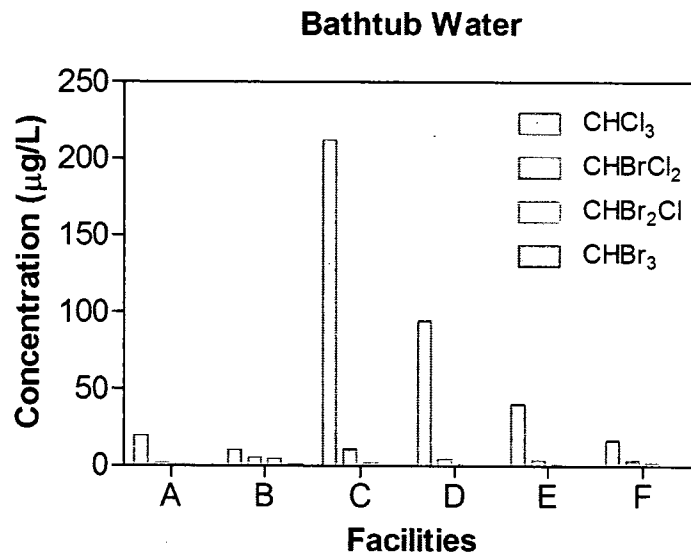 Bathtub Water
Concentration (μg/L)
250
200
150
100
50
0
CHCl₃
CHBrCl₂
CHBr₂Cl
CHBr₃
A B C D E F
Facilities